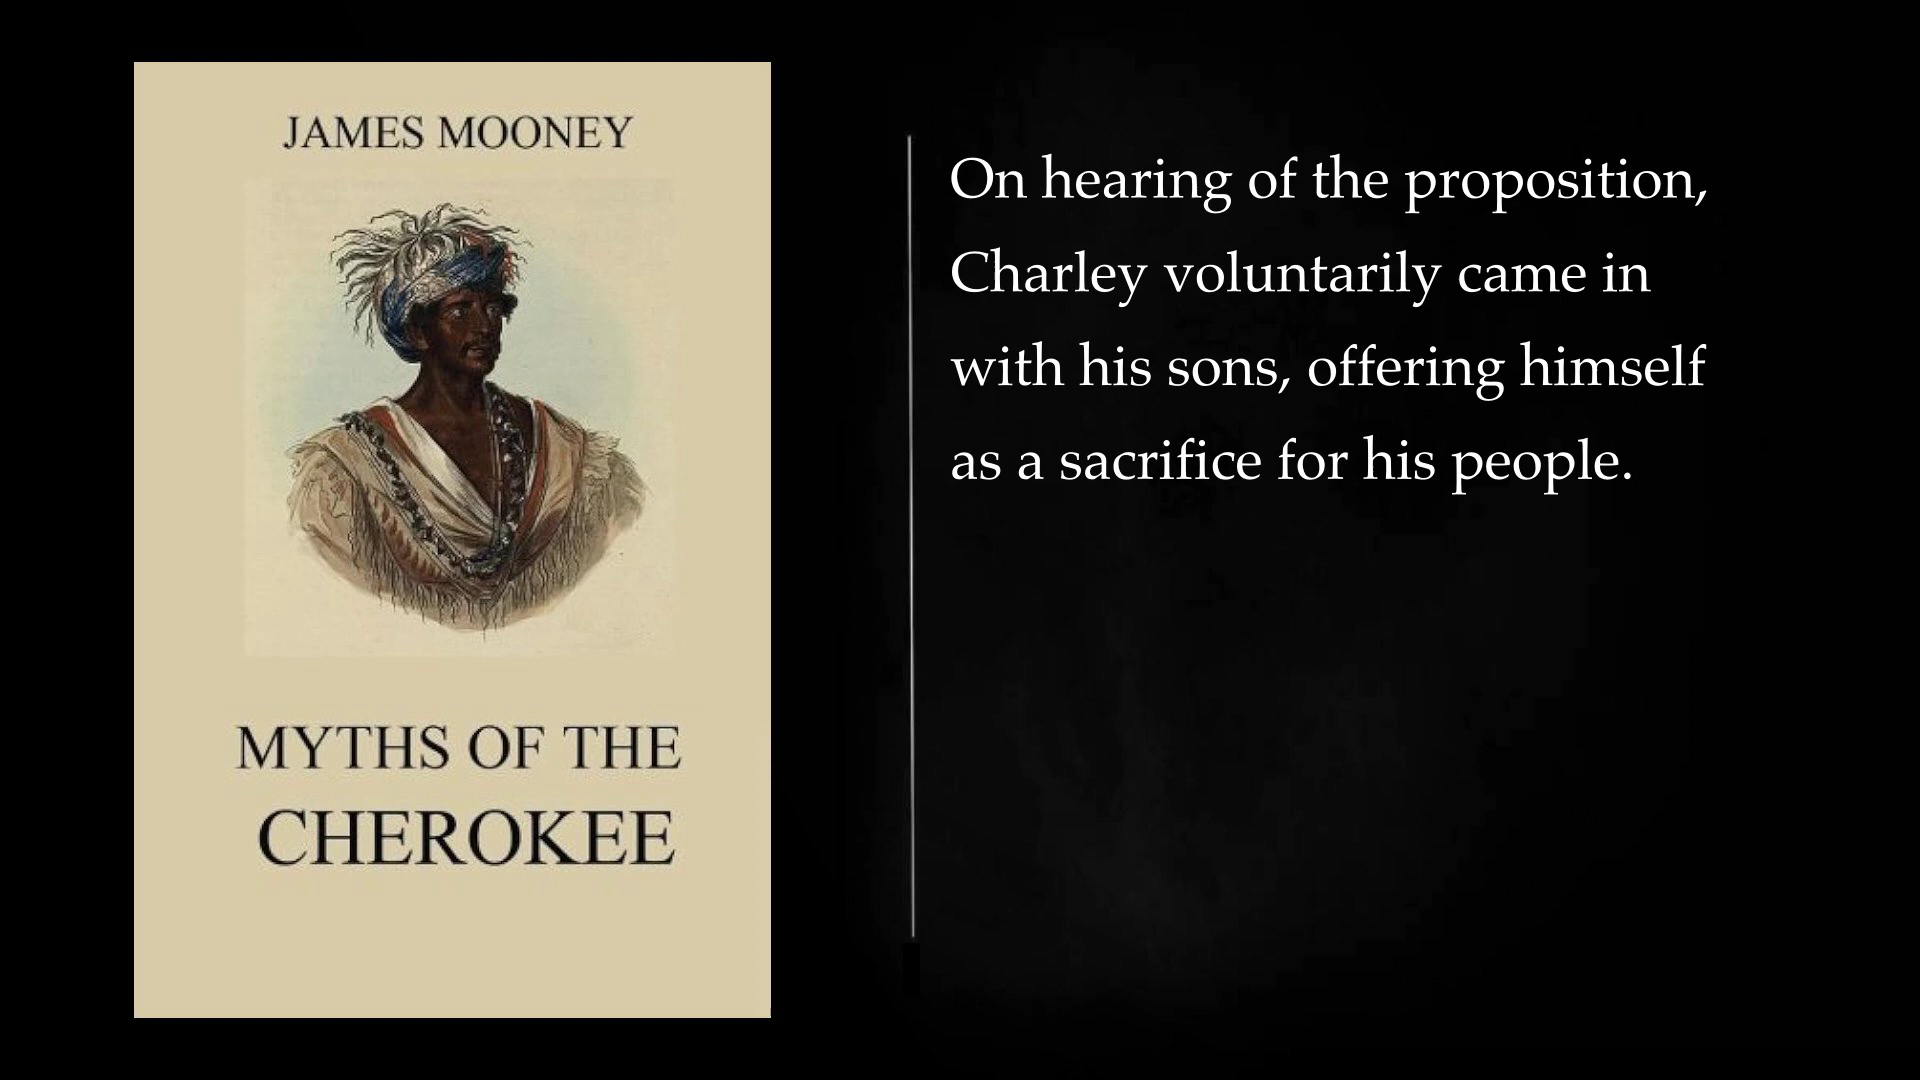 JAMES MOONEY
MYTHS OF THE
CHEROKEE
On hearing of the proposition,
Charley voluntarily came in
with his sons, offering himself
as a sacrifice for his people.